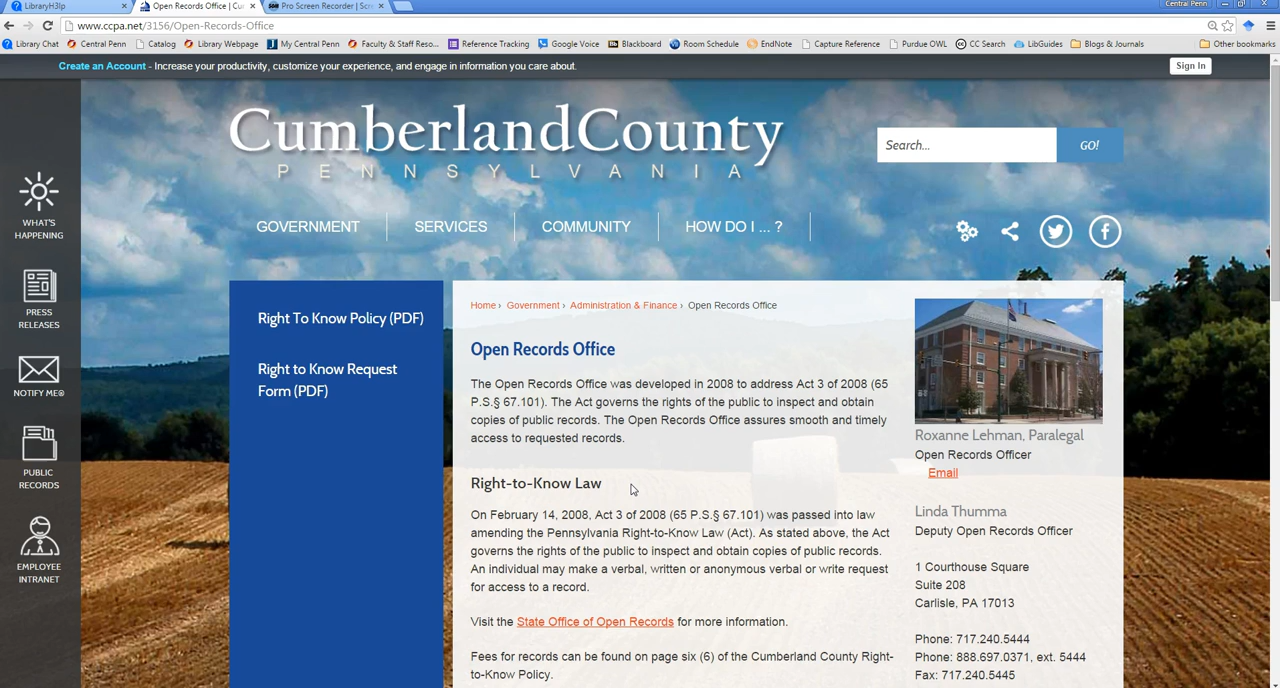 LibraryH3lp
Open Records Office | Cu
Pro Screen Recorder | Scr
Central Penn
www.ccpa.net/3156/Open-Records-Office
Library Chat
Central Penn
Catalog
Library Webpage
My Central Penn
Faculty & Staff Reso...
Reference Tracking
Google Voice
Blackboard
Room Schedule
EndNote
Capture Reference
Purdue OWL
CC Search
LibGuides
Blogs & Journals
Other bookmarks
Create an Account - Increase your productivity, customize your experience, and engage in information you care about.
Sign In
CumberlandCounty
PENNSYLVANIA
Search...
GO!
GOVERNMENT
SERVICES
COMMUNITY
HOW DO I ... ?
WHAT'S
HAPPENING
PRESS
RELEASES
NOTIFY ME®
PUBLIC
RECORDS
EMPLOYEE
INTRANET
Right To Know Policy (PDF)
Right to Know Request
Form (PDF)
Home › Government › Administration & Finance › Open Records Office
Open Records Office
The Open Records Office was developed in 2008 to address Act 3 of 2008 (65
P.S.§ 67.101). The Act governs the rights of the public to inspect and obtain
copies of public records. The Open Records Office assures smooth and timely
access to requested records.
Right-to-Know Law
On February 14, 2008, Act 3 of 2008 (65 P.S.§ 67.101) was passed into law
amending the Pennsylvania Right-to-Know Law (Act). As stated above, the Act
governs the rights of the public to inspect and obtain copies of public records.
An individual may make a verbal, written or anonymous verbal or write request
for access to a record.
Visit the State Office of Open Records for more information.
Fees for records can be found on page six (6) of the Cumberland County Right-
to-Know Policy.
Roxanne Lehman, Paralegal
Open Records Officer
Email
Linda Thumma
Deputy Open Records Officer
1 Courthouse Square
Suite 208
Carlisle, PA 17013
Phone: 717.240.5444
Phone: 888.697.0371, ext. 5444
Fax: 717.240.5445